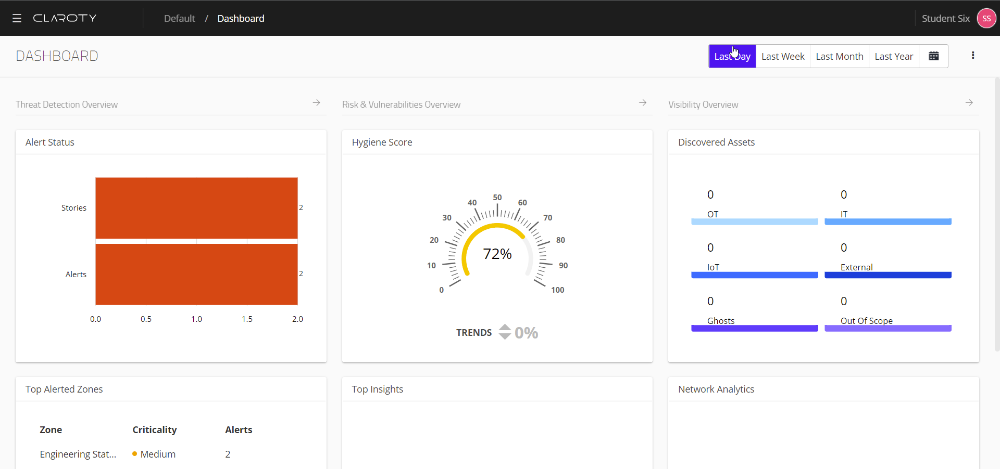 CLAROTY
Default / Dashboard
Student Six
SS
DASHBOARD
Last Day
Last Week
Last Month
Last Year
Threat Detection Overview
Risk & Vulnerabilities Overview
Visibility Overview
Alert Status
Stories
2
Alerts
2
0.0
0.5
1.0
1.5
2.0
Hygiene Score
0
10
20
30
40
50
60
70
80
90
100
72%
TRENDS 0%
Discovered Assets
0
OT
0
IT
0
IoT
0
External
0
Ghosts
0
Out Of Scope
Top Alerted Zones
Zone Criticality Alerts
Engineering Stat... Medium 2
Top Insights
Network Analytics